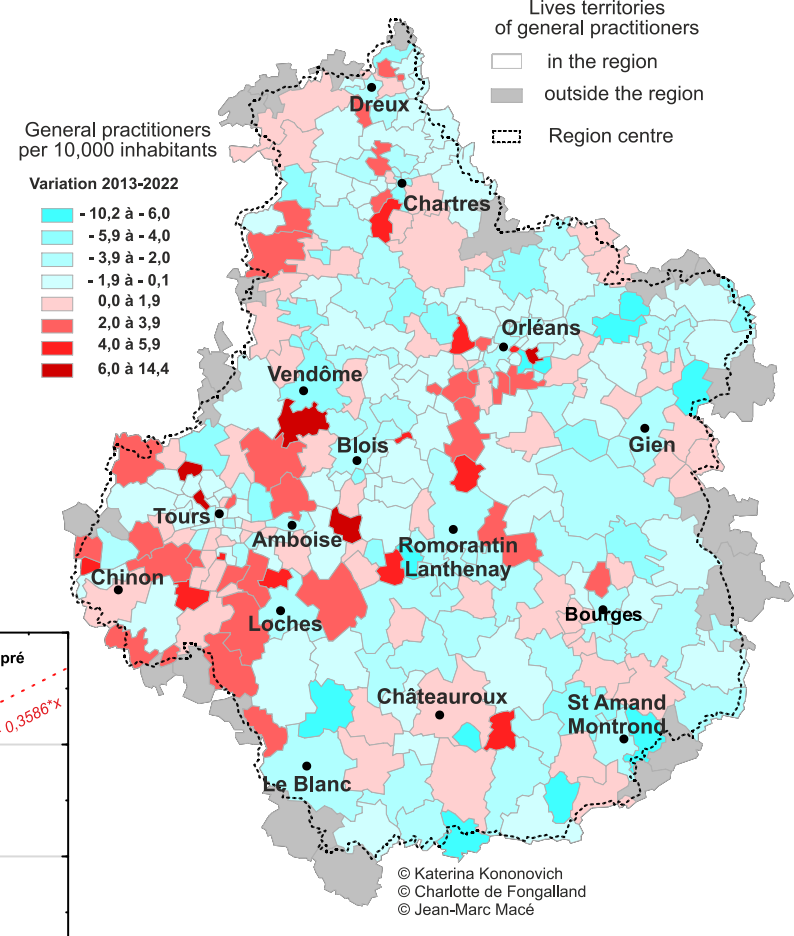 Lives territories
of general practitioners
in the region
outside the region
Region centre
General practitioners
per 10,000 inhabitants
Variation 2013-2022
- 10,2 à - 6,0
- 5,9 à - 4,0
- 3,9 à - 2,0
- 1,9 à - 0,1
0,0 à 1,9
2,0 à 3,9
4,0 à 5,9
6,0 à 14,4
Dreux
Chartres
Orléans
Vendôme
Blois
Gien
Tours
Amboise
Romorantin
Lanthenay
Chinon
Loches
Bourges
pré
0,3586*x
Châteauroux
St Amand
Montrond
Le Blanc
© Katerina Kononovich
© Charlotte de Fongalland
© Jean-Marc Macé